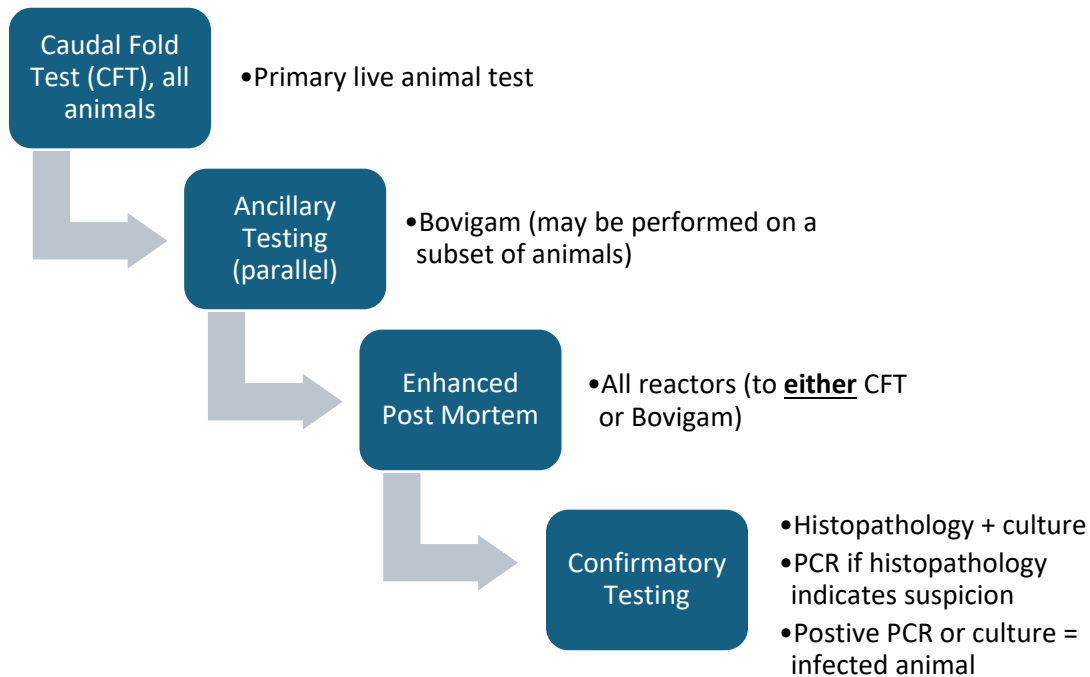 Caudal Fold
Test (CFT), all
animals
•Primary live animal test
Ancillary
Testing
(parallel)
•Bovigam (may be performed on a
subset of animals)
Enhanced
Post Mortem
•All reactors (to either CFT
or Bovigam)
Confirmatory
Testing
•Histopathology + culture
•PCR if histopathology
indicates suspicion
•Postive PCR or culture =
infected animal